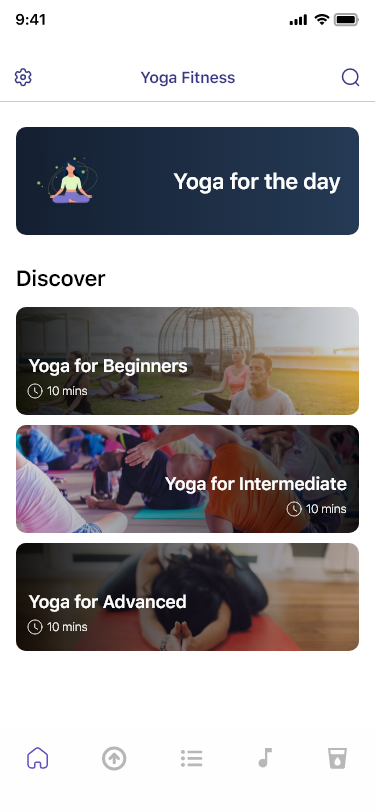 9:41
Yoga Fitness
Yoga for the day
Discover
Yoga for Beginners
10 mins
Yoga for Intermediate
10 mins
Yoga for Advanced
10 mins